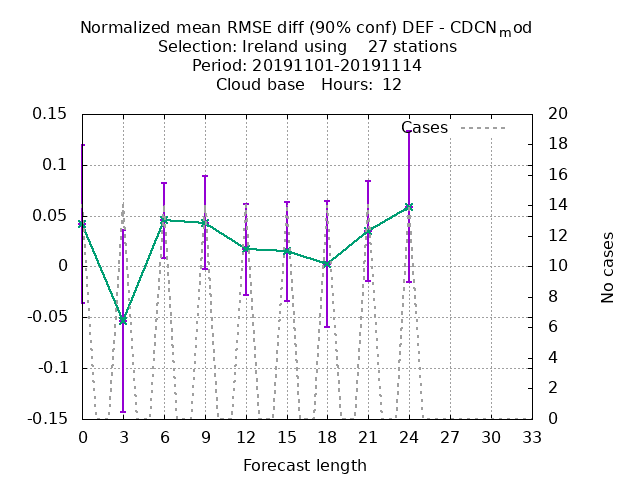 Normalized mean RMSE diff (90% conf) DEF - CDCN_mod
Selection: Ireland using 27 stations
Period: 20191101-20191114
Cloud base Hours: 12
Cases
0.15
0.1
0.05
0
-0.05
-0.1
-0.15
20
18
16
14
12
10
8
6
4
2
0
No cases
0 3 6 9 12 15 18 21 24 27 30 33
Forecast length